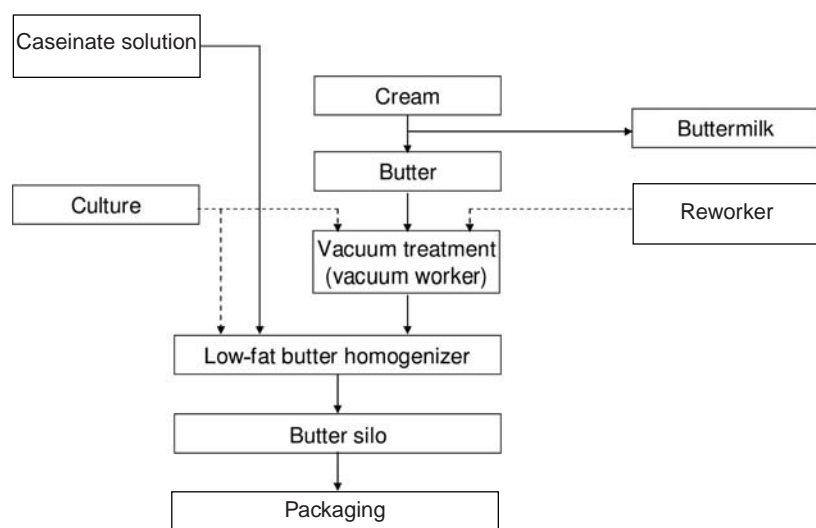 Caseinate solution
Cream
Buttermilk
Butter
Culture
Reworker
Vacuum treatment
(vacuum worker)
Low-fat butter homogenizer
Butter silo
Packaging